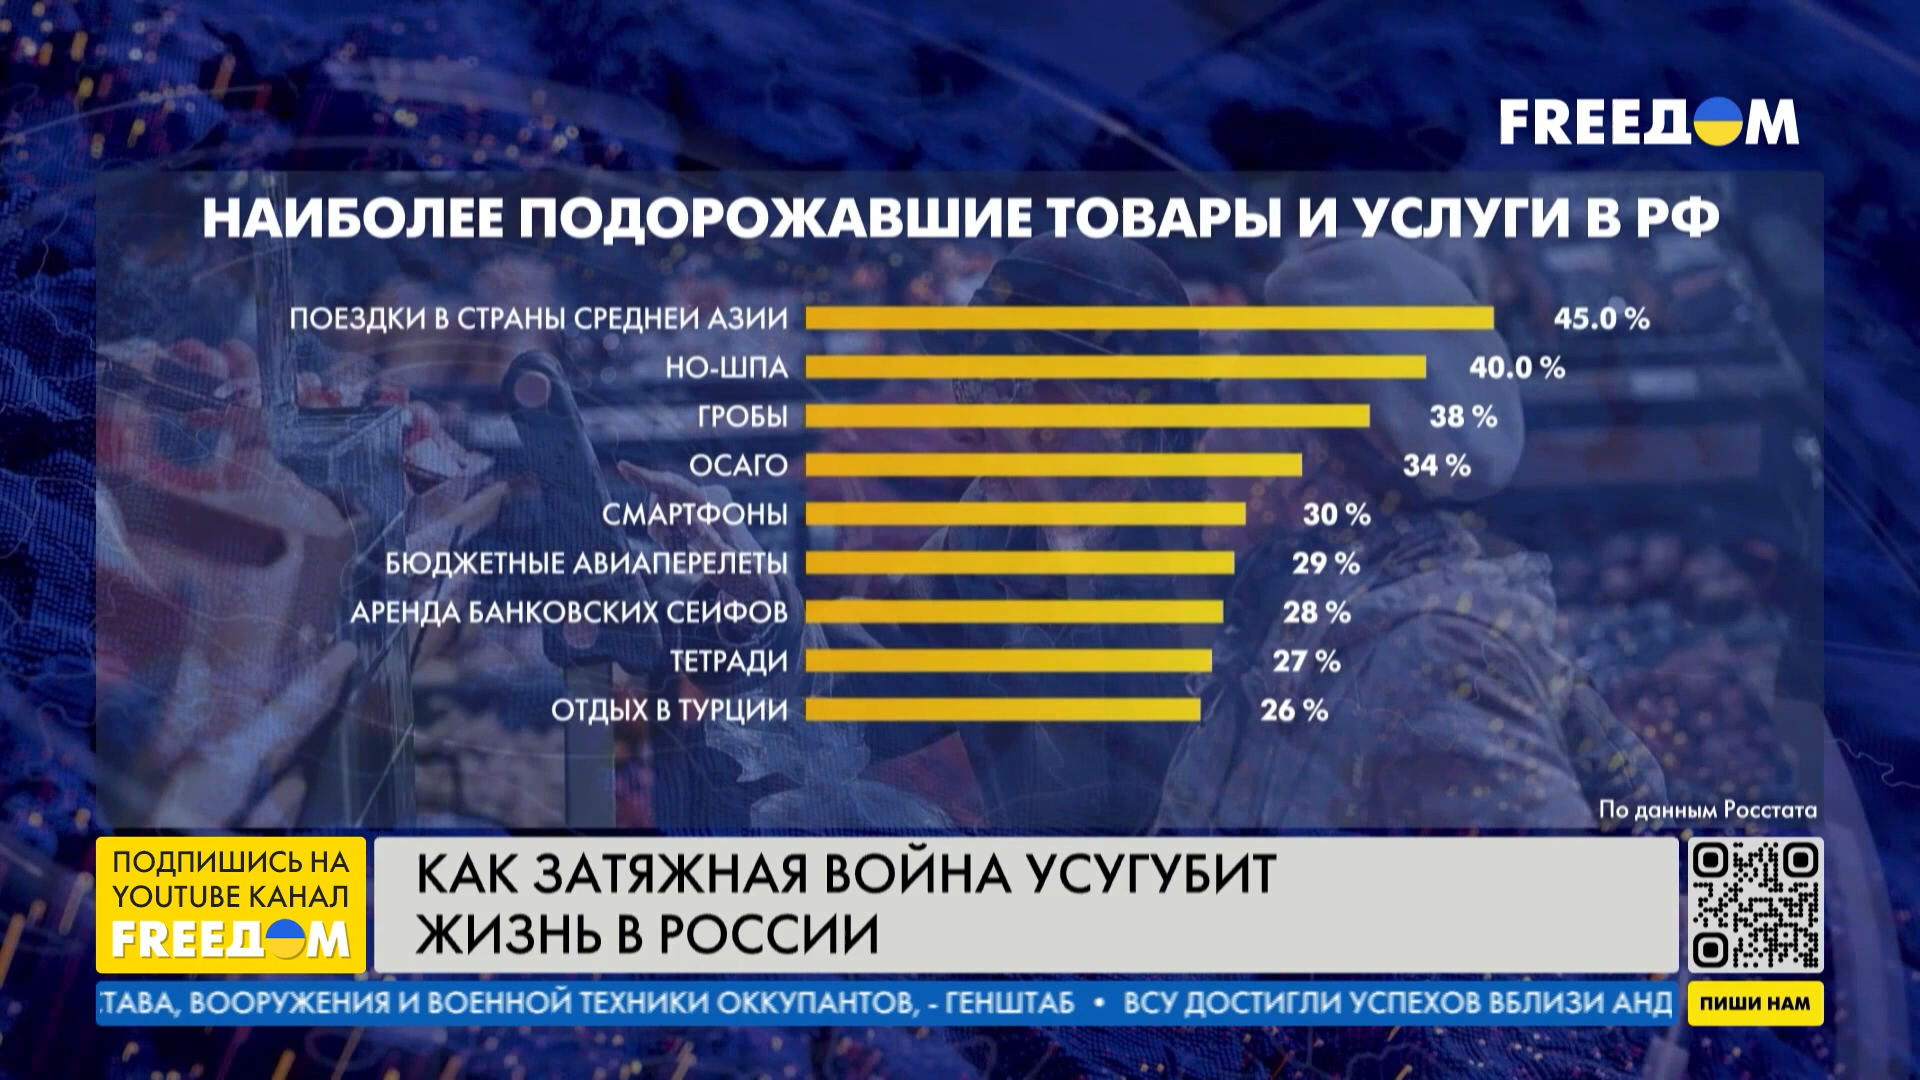 FREEДOM
НАИБОЛЕЕ ПОДОРОЖАВШИЕ ТОВАРЫ И УСЛУГИ В РФ
ПОЕЗДКИ В СТРАНЫ СРЕДНЕЙ АЗИИ 45.0 %
НО-ШПА 40.0 %
ГРОБЫ 38 %
ОСАГО 34 %
СМАРТФОНЫ 30 %
БЮДЖЕТНЫЕ АВИАПЕРЕЛЕТЫ 29 %
АРЕНДА БАНКОВСКИХ СЕЙФОВ 28 %
ТЕТРАДИ 27 %
ОТДЫХ В ТУРЦИИ 26 %
По данным Росстата
ПОДПИШИСЬ НА
YOUTUBE КАНАЛ
FREEДOM
КАК ЗАТЯЖНАЯ ВОЙНА УСУГУБИТ
ЖИЗНЬ В РОССИИ
ТАВА, ВООРУЖЕНИЯ И ВОЕННОЙ ТЕХНИКИ ОККУПАНТОВ, - ГЕНШТАБ • ВСУ ДОСТИГЛИ УСПЕХОВ ВБЛИЗИ АНД
ПИШИ НАМ